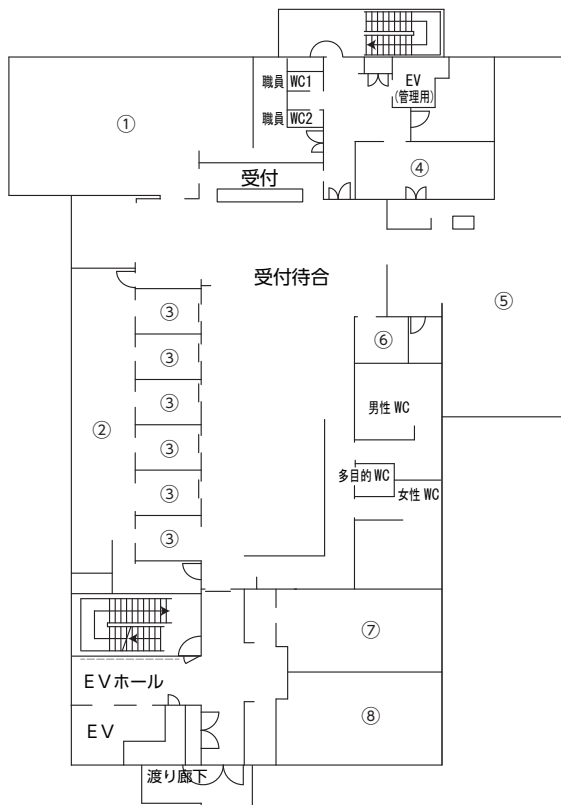 職員 WC1
EV
(管理用)
①
職員 WC2
④
受付
受付待合
⑤
③
⑥
③
③
男性 WC
②
③
③
多目的 WC
女性 WC
③
⑦
EVホール
⑧
EV
渡り廊下